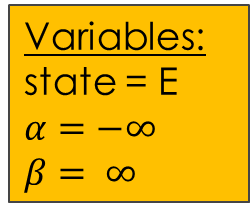 Variables:
state = E
𝛼 = −∞
𝛽 = ∞